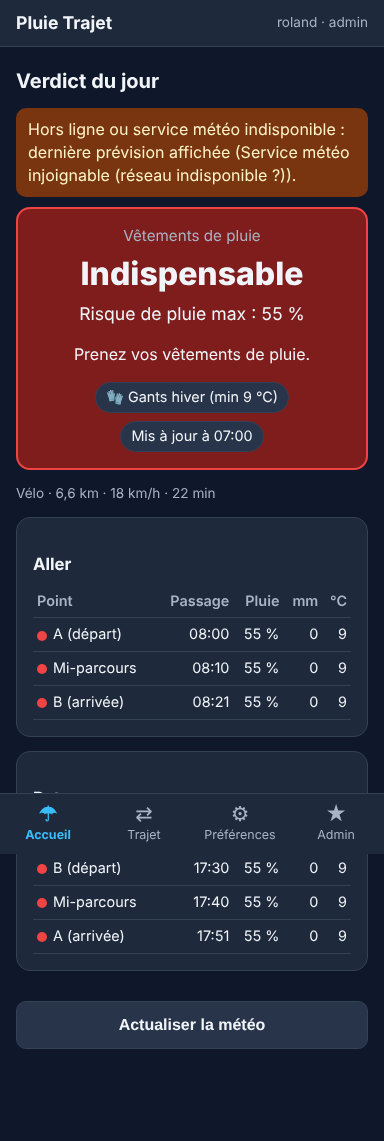 Pluie Trajet
roland · admin
Verdict du jour
Hors ligne ou service météo indisponible :
dernière prévision affichée (Service météo
injoignable (réseau indisponible ?)).
Vêtements de pluie
Indispensable
Risque de pluie max : 55 %
Prenez vos vêtements de pluie.
🧤 Gants hiver (min 9 °C)
Mis à jour à 07:00
Vélo · 6,6 km · 18 km/h · 22 min
Aller
Point Passage Pluie mm °C
A (départ) 08:00 55 % 0 9
Mi-parcours 08:10 55 % 0 9
B (arrivée) 08:21 55 % 0 9
Accueil Trajet Préférences Admin
B (départ) 17:30 55 % 0 9
Mi-parcours 17:40 55 % 0 9
A (arrivée) 17:51 55 % 0 9
Actualiser la météo